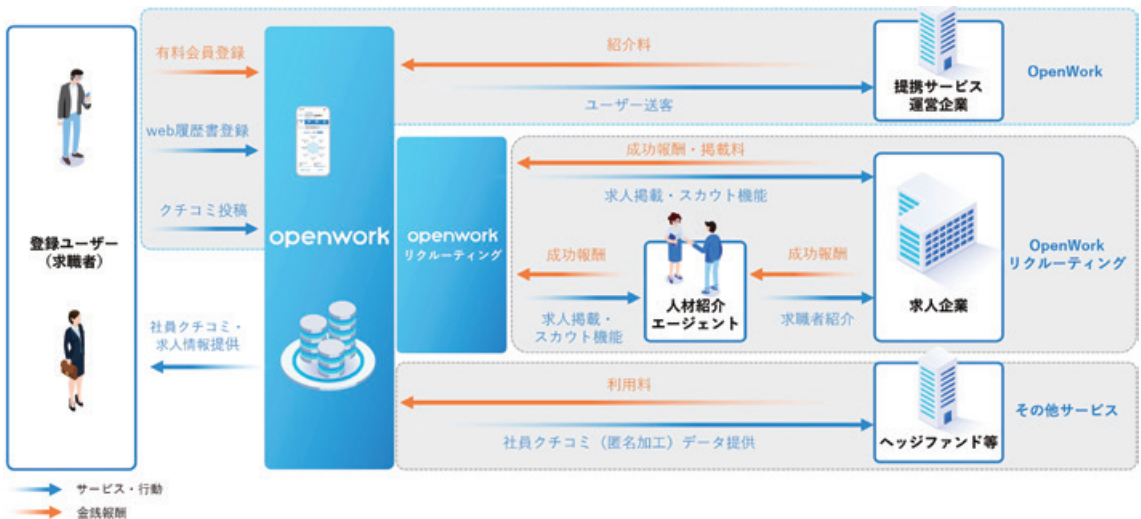 有料会員登録
web履歴書登録
クチコミ投稿
登録ユーザー
(求職者)
社員クチコミ・
求人情報提供
openwork
紹介料
ユーザー送客
提携サービス
運営企業
OpenWork
openwork
リクルーティング
成功報酬・掲載料
求人掲載・スカウト機能
成功報酬
求人掲載・
スカウト機能
人材紹介
エージェント
成功報酬
求職者紹介
求人企業
OpenWork
リクルーティング
利用料
社員クチコミ(匿名加工)データ提供
ヘッジファンド等
その他サービス
サービス・行動
金銭報酬